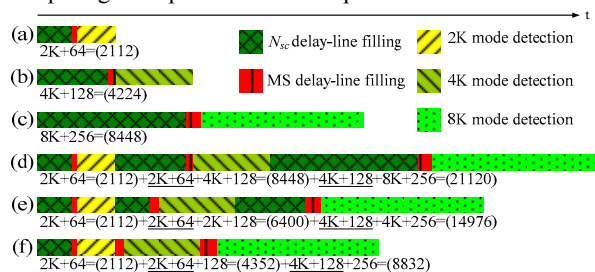 t
(a)
2K+64=(2112)
N_sc delay-line filling
2K mode detection
(b)
4K+128=(4224)
MS delay-line filling
4K mode detection
(c)
8K+256=(8448)
8K mode detection
(d)
2K+64=(2112)+2K+64+4K+128=(8448)+4K+128+8K+256=(21120)
(e)
2K+64=(2112)+2K+64+2K+128=(6400)+4K+128+4K+256=(14976)
(f)
2K+64=(2112)+2K+64+128=(4352)+4K+128+256=(8832)